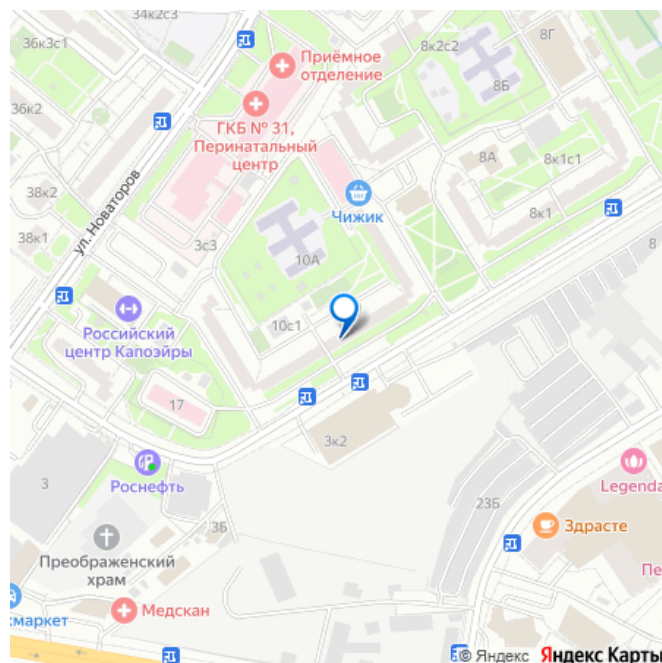 34к2с3
36к3с1
8к2с2
8Г
Приёмное
отделение
8Б
36к2
ГКБ № 31,
Перинатальный
центр
8А
8к1с1
38к2
ул. Новаторов
Чижик
8к1
38к1
3с3
8
10А
Российский
центр Капоэйры
10с1
17
3к2
Роснефть
3
Legenda
23Б
3Б
Здрасте
Преображенский
храм
Пе
кмаркет
Медскан
© Яндекс Яндекс Карты